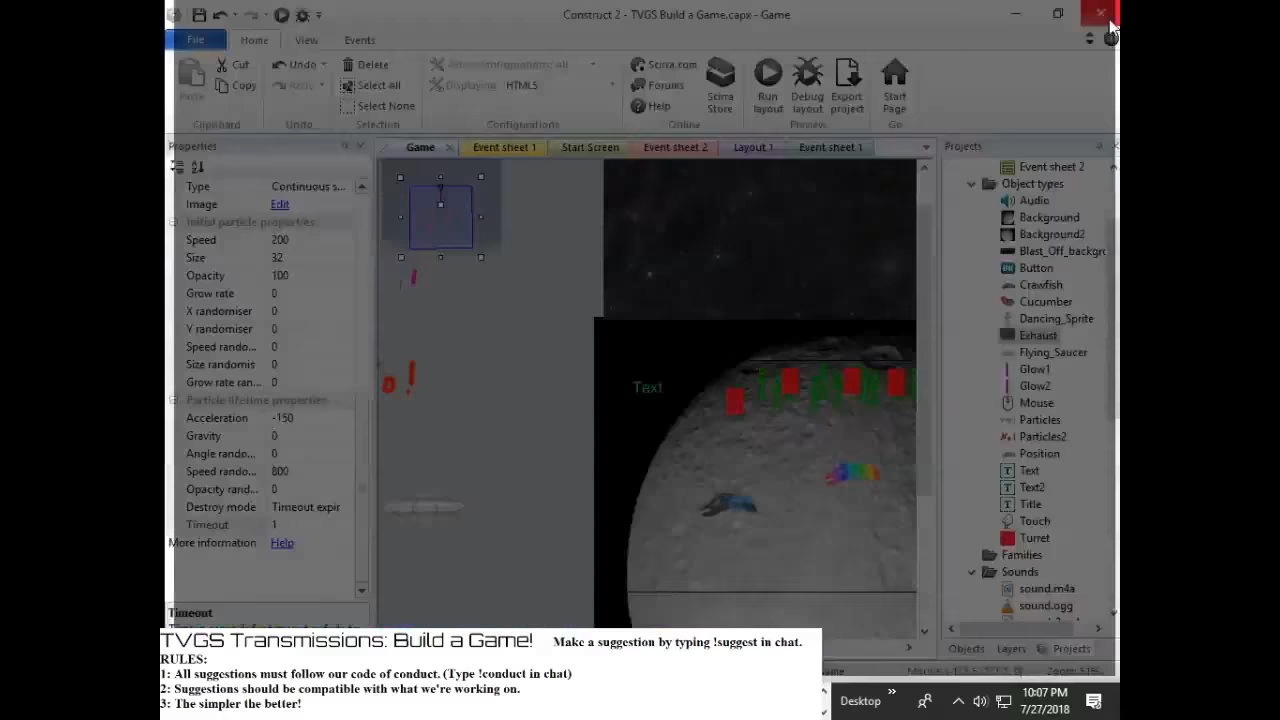 Construct 2 - TVGS Build a Game.capx - Game
File Home View Events
Cut
Copy
Paste
Clipboard
Undo
Redo
Undo...
Delete
Select All
Select None
Selection
Displaying: HTML5
Configurations
Scirra.com
Forums
Help
Scirra Store
Online
Run layout
Debug layout
Export project
Preview
Start Page
Go
Properties
Game Event sheet 1 Start Screen Event sheet 2 Layout 1 Event sheet 1
Projects
Type Continuous s...
Image Edit
Initial particle properties
Speed 200
Size 32
Opacity 100
Grow rate 0
X randomiser 0
Y randomiser 0
Speed rando... 0
Size randomis 0
Grow rate ran... 0
Particle lifetime properties
Acceleration -150
Gravity 0
Angle rando... 0
Speed rando... 800
Opacity rand... 0
Destroy mode Timeout expir
Timeout 1
More information Help
Timeout
o!
Text
Event sheet 2
Object types
Audio
Background
Background2
Blast_Off_backgro
Button
Crawfish
Cucumber
Dancing_Sprite
Exhaust
Flying_Saucer
Glow1
Glow2
Mouse
Particles
Particles2
Position
Text
Text2
Title
Touch
Turret
Families
Sounds
sound.m4a
sound.ogg
Objects Layers Projects
TVGS Transmissions: Build a Game! Make a suggestion by typing !suggest in chat.
RULES:
1: All suggestions must follow our code of conduct. (Type !conduct in chat)
2: Suggestions should be compatible with what we're working on.
3: The simpler the better!
Desktop
10:07 PM
7/27/2018